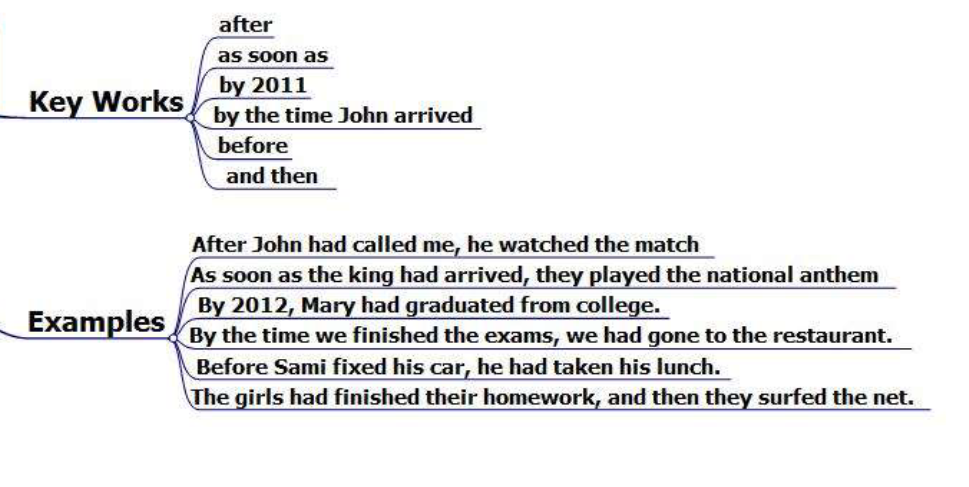 Key Works
after
as soon as
by 2011
by the time John arrived
before
and then
Examples
After John had called me, he watched the match
As soon as the king had arrived, they played the national anthem
By 2012, Mary had graduated from college.
By the time we finished the exams, we had gone to the restaurant.
Before Sami fixed his car, he had taken his lunch.
The girls had finished their homework, and then they surfed the net.